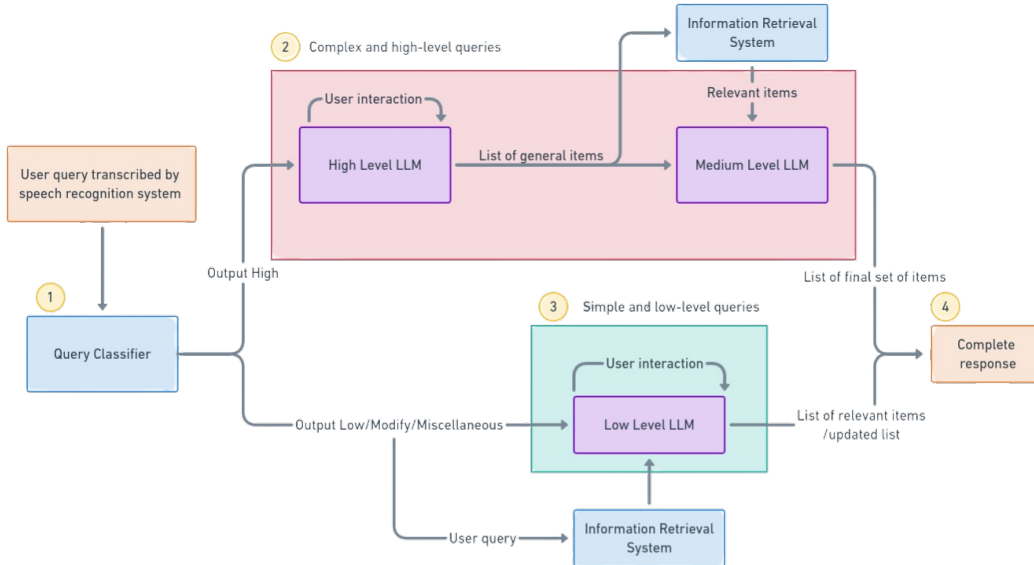 Information Retrieval
System
2
Complex and high-level queries
User interaction
Relevant items
High Level LLM
List of general items
Medium Level LLM
User query transcribed by
speech recognition system
Output High
List of final set of items
1
3
Simple and low-level queries
4
Query Classifier
User interaction
Complete
response
Output Low/Modify/Miscellaneous
Low Level LLM
List of relevant items
/updated list
User query
Information Retrieval
System